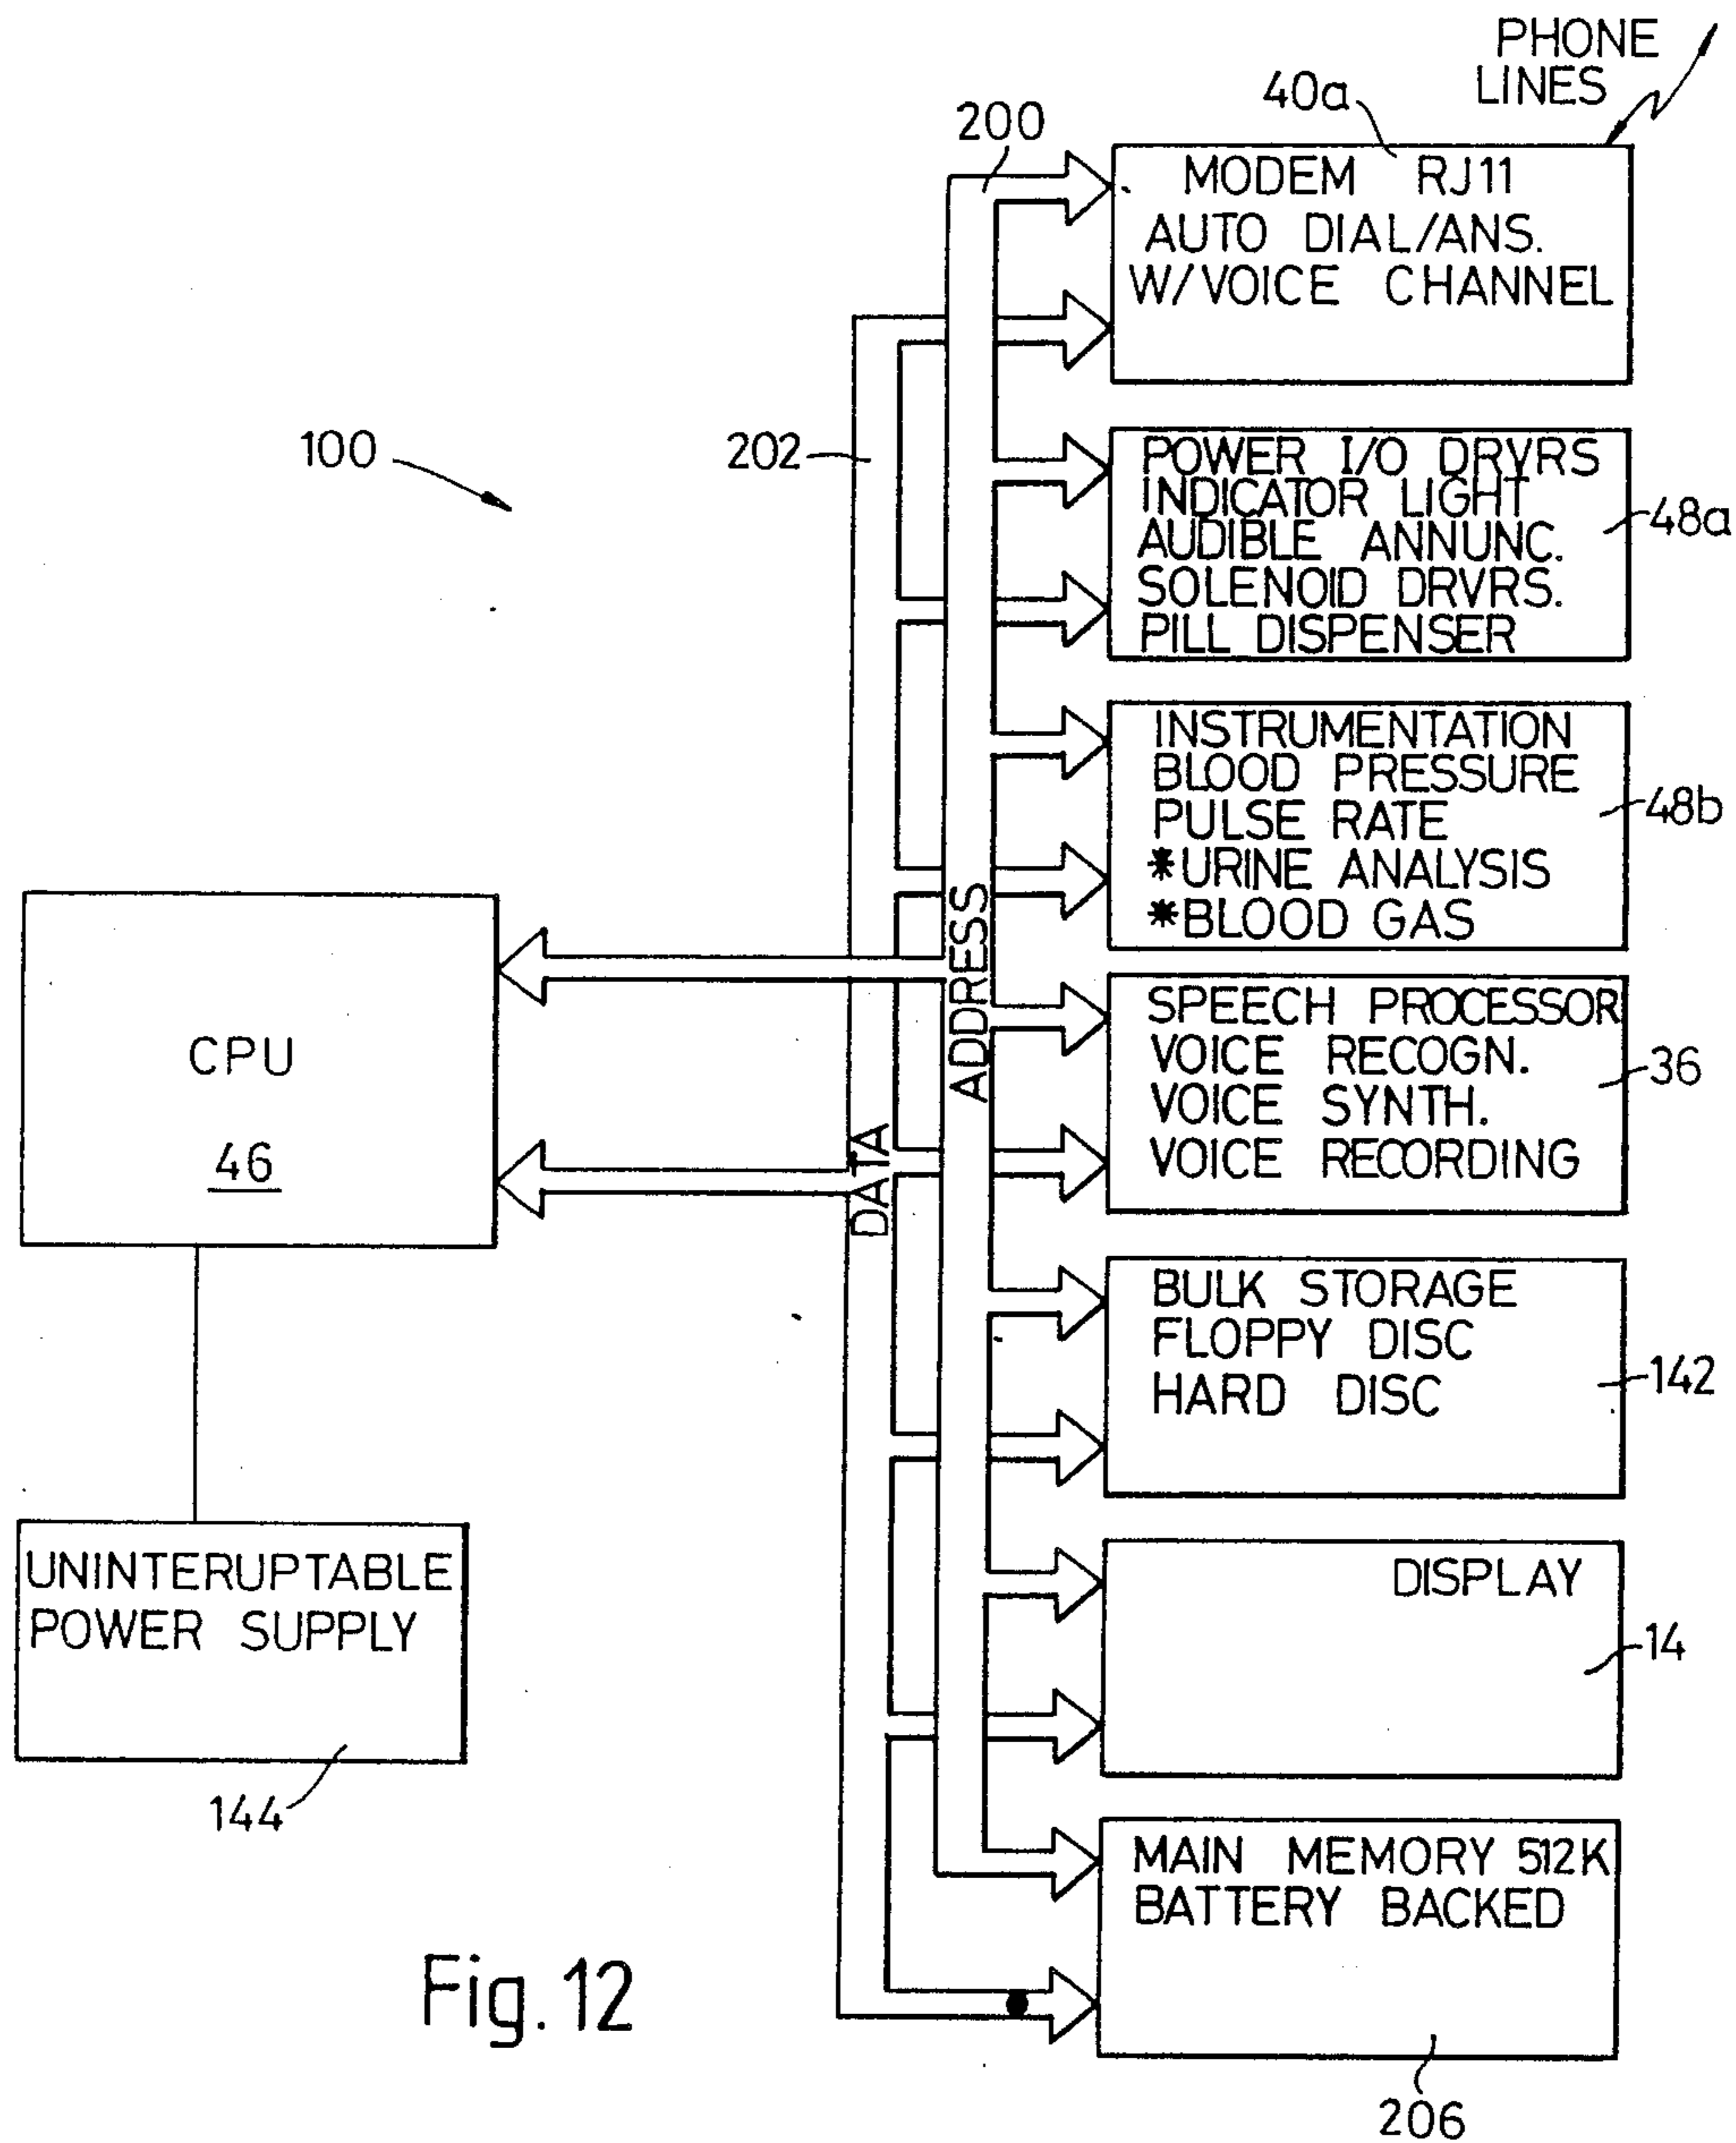 PHONE
LINES
40a
200
MODEM RJ11
AUTO DIAL/ANS.
W/VOICE CHANNEL
100
202
POWER I/O DRVRS
INDICATOR LIGHT
AUDIBLE ANNUNC.
SOLENOID DRVRS.
PILL DISPENSER
48a
INSTRUMENTATION
BLOOD PRESSURE
PULSE RATE
*URINE ANALYSIS
*BLOOD GAS
48b
ADDRESS
CPU
46
DATA
SPEECH PROCESSOR
VOICE RECOGN.
VOICE SYNTH.
VOICE RECORDING
36
BULK STORAGE
FLOPPY DISC
HARD DISC
142
UNINTERUPTABLE
POWER SUPPLY
144
DISPLAY
14
MAIN MEMORY 512K
BATTERY BACKED
206
Fig. 12